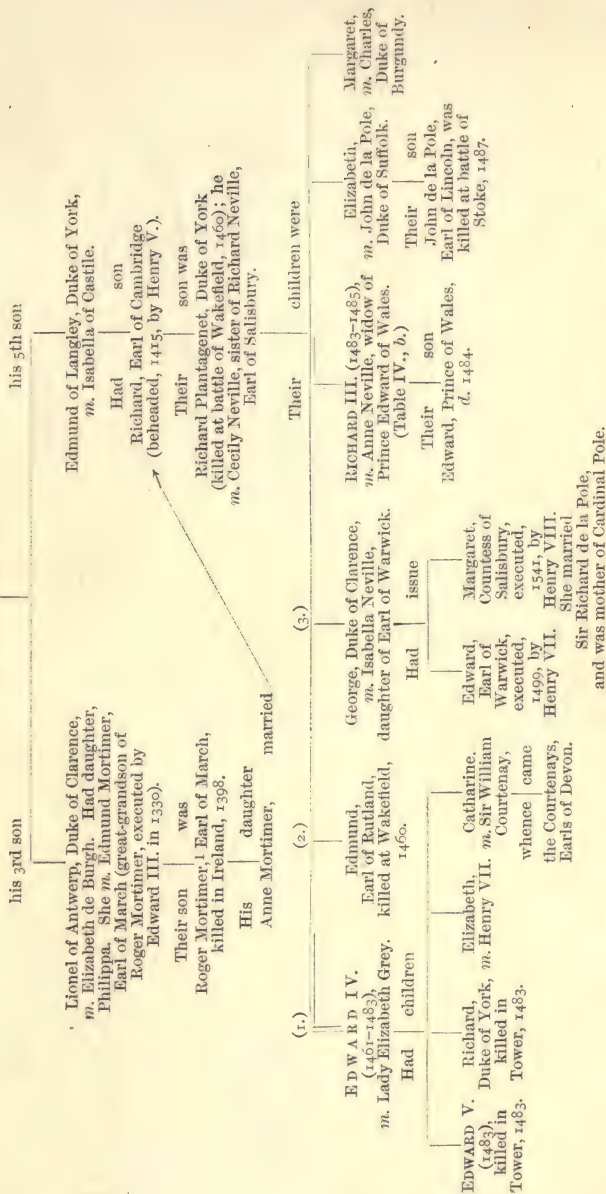 his 3rd son
his 5th son
Lionel of Antwerp, Duke of Clarence,
m. Elizabeth de Burgh. Had daughter,
Philippa. She m. Edmund Mortimer,
Earl of March (great-grandson of
Roger Mortimer, executed by
Edward III. in 1330).
Their son was
Roger Mortimer,¹ Earl of March,
killed in Ireland, 1398.
His daughter
Anne Mortimer, married
Edmund of Langley, Duke of York,
m. Isabella of Castile.
Had son
Richard, Earl of Cambridge
(beheaded, 1415, by Henry V.).
Their son was
Richard Plantagenet, Duke of York
(killed at battle of Wakefield, 1460); he
m. Cecily Neville, sister of Richard Neville,
Earl of Salisbury.
Their children were
(1.)
EDWARD IV.
(1461-1483),
m. Lady Elizabeth Grey.
Had children
EDWARD V.
(1483),
killed in
Tower, 1483.
Richard,
Duke of York,
killed in
Tower, 1483.
Elizabeth,
m. Henry VII.
Catharine.
m. Sir William
Courtenay,
whence came
the Courtenays,
Earls of Devon.
(2.)
Edmund,
Earl of Rutland,
killed at Wakefield,
1460.
(3.)
George, Duke of Clarence,
m. Isabella Neville,
daughter of Earl of Warwick.
Had issue
Edward,
Earl of
Warwick,
executed,
1499, by
Henry VII.
Margaret,
Countess of
Salisbury,
executed,
1541, by
Henry VIII.
She married
Sir Richard de la Pole,
and was mother of Cardinal Pole.
RICHARD III. (1483-1485),
m. Anne Neville, widow of
Prince Edward of Wales.
(Table IV., b.)
Their son
Edward, Prince of Wales,
d. 1484.
Elizabeth,
m. John de la Pole,
Duke of Suffolk.
Their son
John de la Pole,
Earl of Lincoln, was
killed at battle of
Stoke, 1487.
Margaret,
m. Charles,
Duke of
Burgundy.